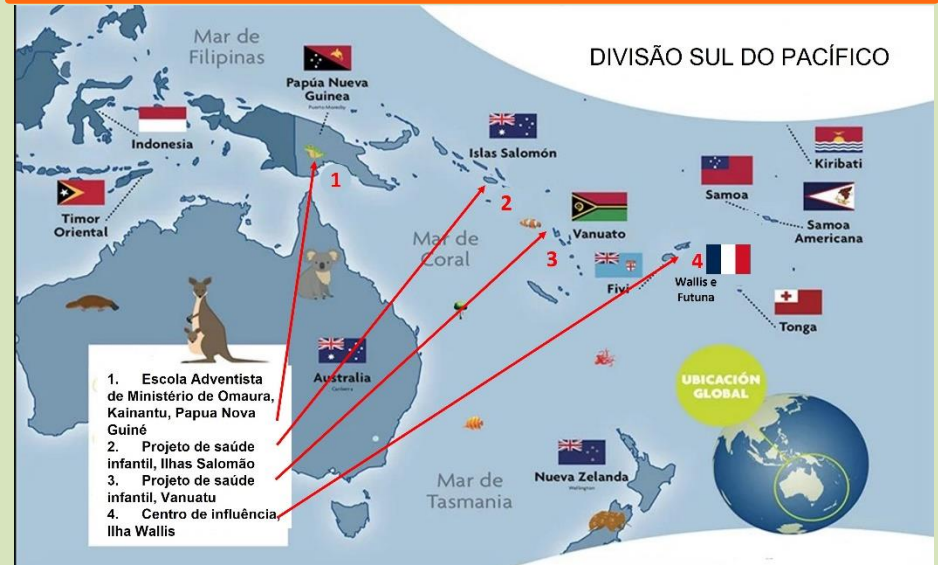 DIVISÃO SUL DO PACÍFICO
Mar de
Filipinas
Papúa Nueva
Guinea
Indonesia
Islas Salomón
Kiribati
Samoa
Samoa
Americana
Timor
Oriental
1
2
Vanuato
Mar de
Coral
3
Fivi
4
Wallis e
Futuna
Tonga
Australia
Canberra
1. Escola Adventista
de Ministério de Omaura,
Kainantu, Papua Nova
Guiné
2. Projeto de saúde
infantil, Ilhas Salomão
3. Projeto de saúde
infantil, Vanuatu
4. Centro de influência,
Ilha Wallis
UBICACIÓN
GLOBAL
Mar de
Tasmania
Nueva Zelanda
Wellington